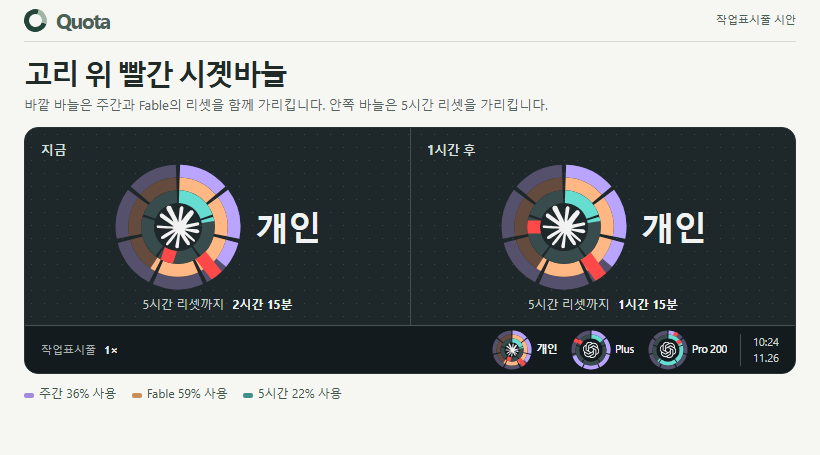 Quota
작업표시줄 시안
고리 위 빨간 시곗바늘
바깥 바늘은 주간과 Fable의 리셋을 함께 가리킵니다. 안쪽 바늘은 5시간 리셋을 가리킵니다.
지금
개인
5시간 리셋까지 2시간 15분
1시간 후
개인
5시간 리셋까지 1시간 15분
작업표시줄 1×
개인
Plus
Pro 200
10:24
11.26
주간 36% 사용
Fable 59% 사용
5시간 22% 사용